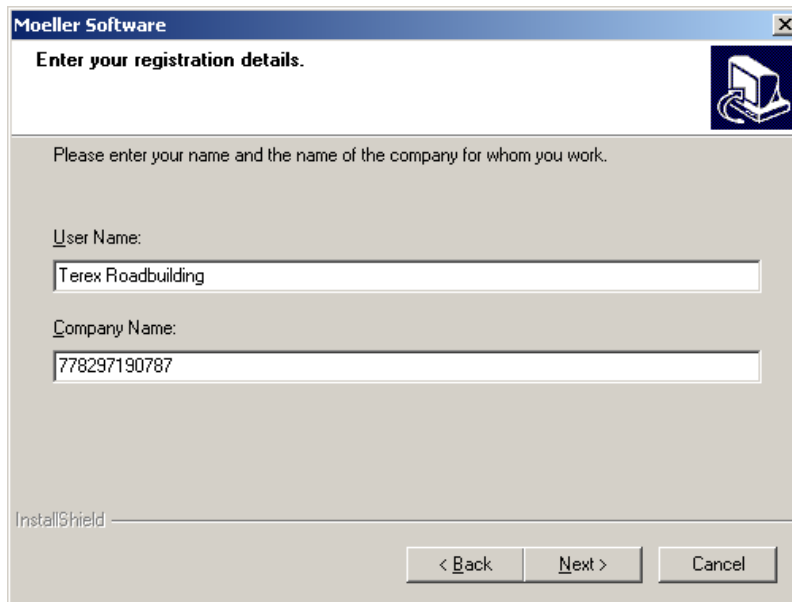 Moeller Software
Enter your registration details.
Please enter your name and the name of the company for whom you work.
User Name:
Terex Roadbuilding
Company Name:
778297190787
InstallShield
< Back Next > Cancel